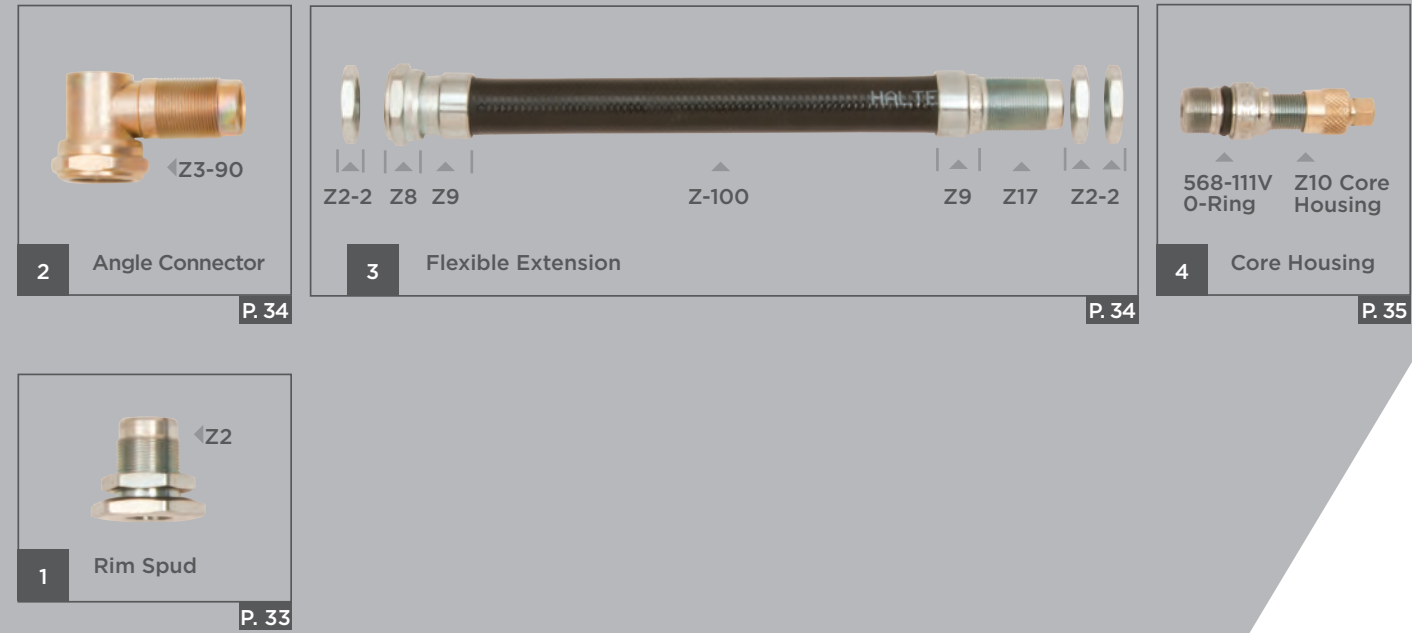 Z3-90
2
Angle Connector
P. 34
HALTE
Z2-2 Z8 Z9 Z-100 Z9 Z17 Z2-2
3
Flexible Extension
P. 34
568-111V
0-Ring
Z10 Core
Housing
4
Core Housing
P. 35
Z2
1
Rim Spud
P. 33